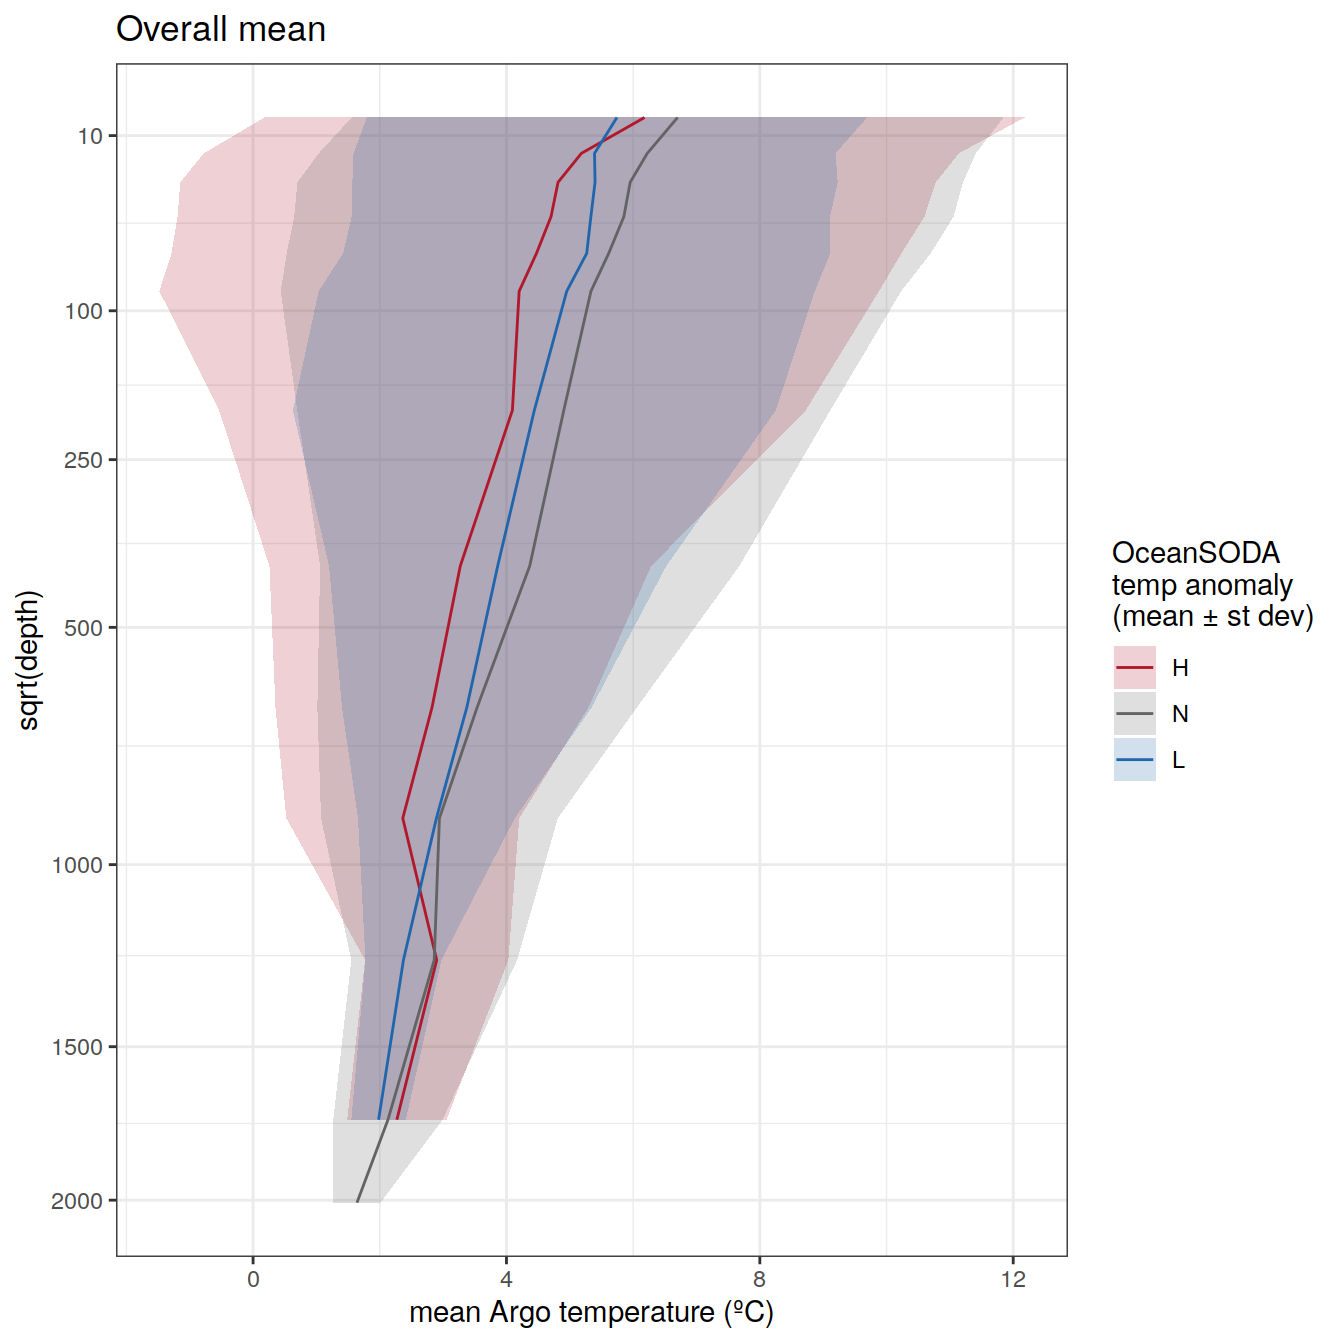 Overall mean
10
100
250
500
1000
1500
2000
sqrt(depth)
0 4 8 12
mean Argo temperature (ºC)
OceanSODA
temp anomaly
(mean ± st dev)
H
N
L